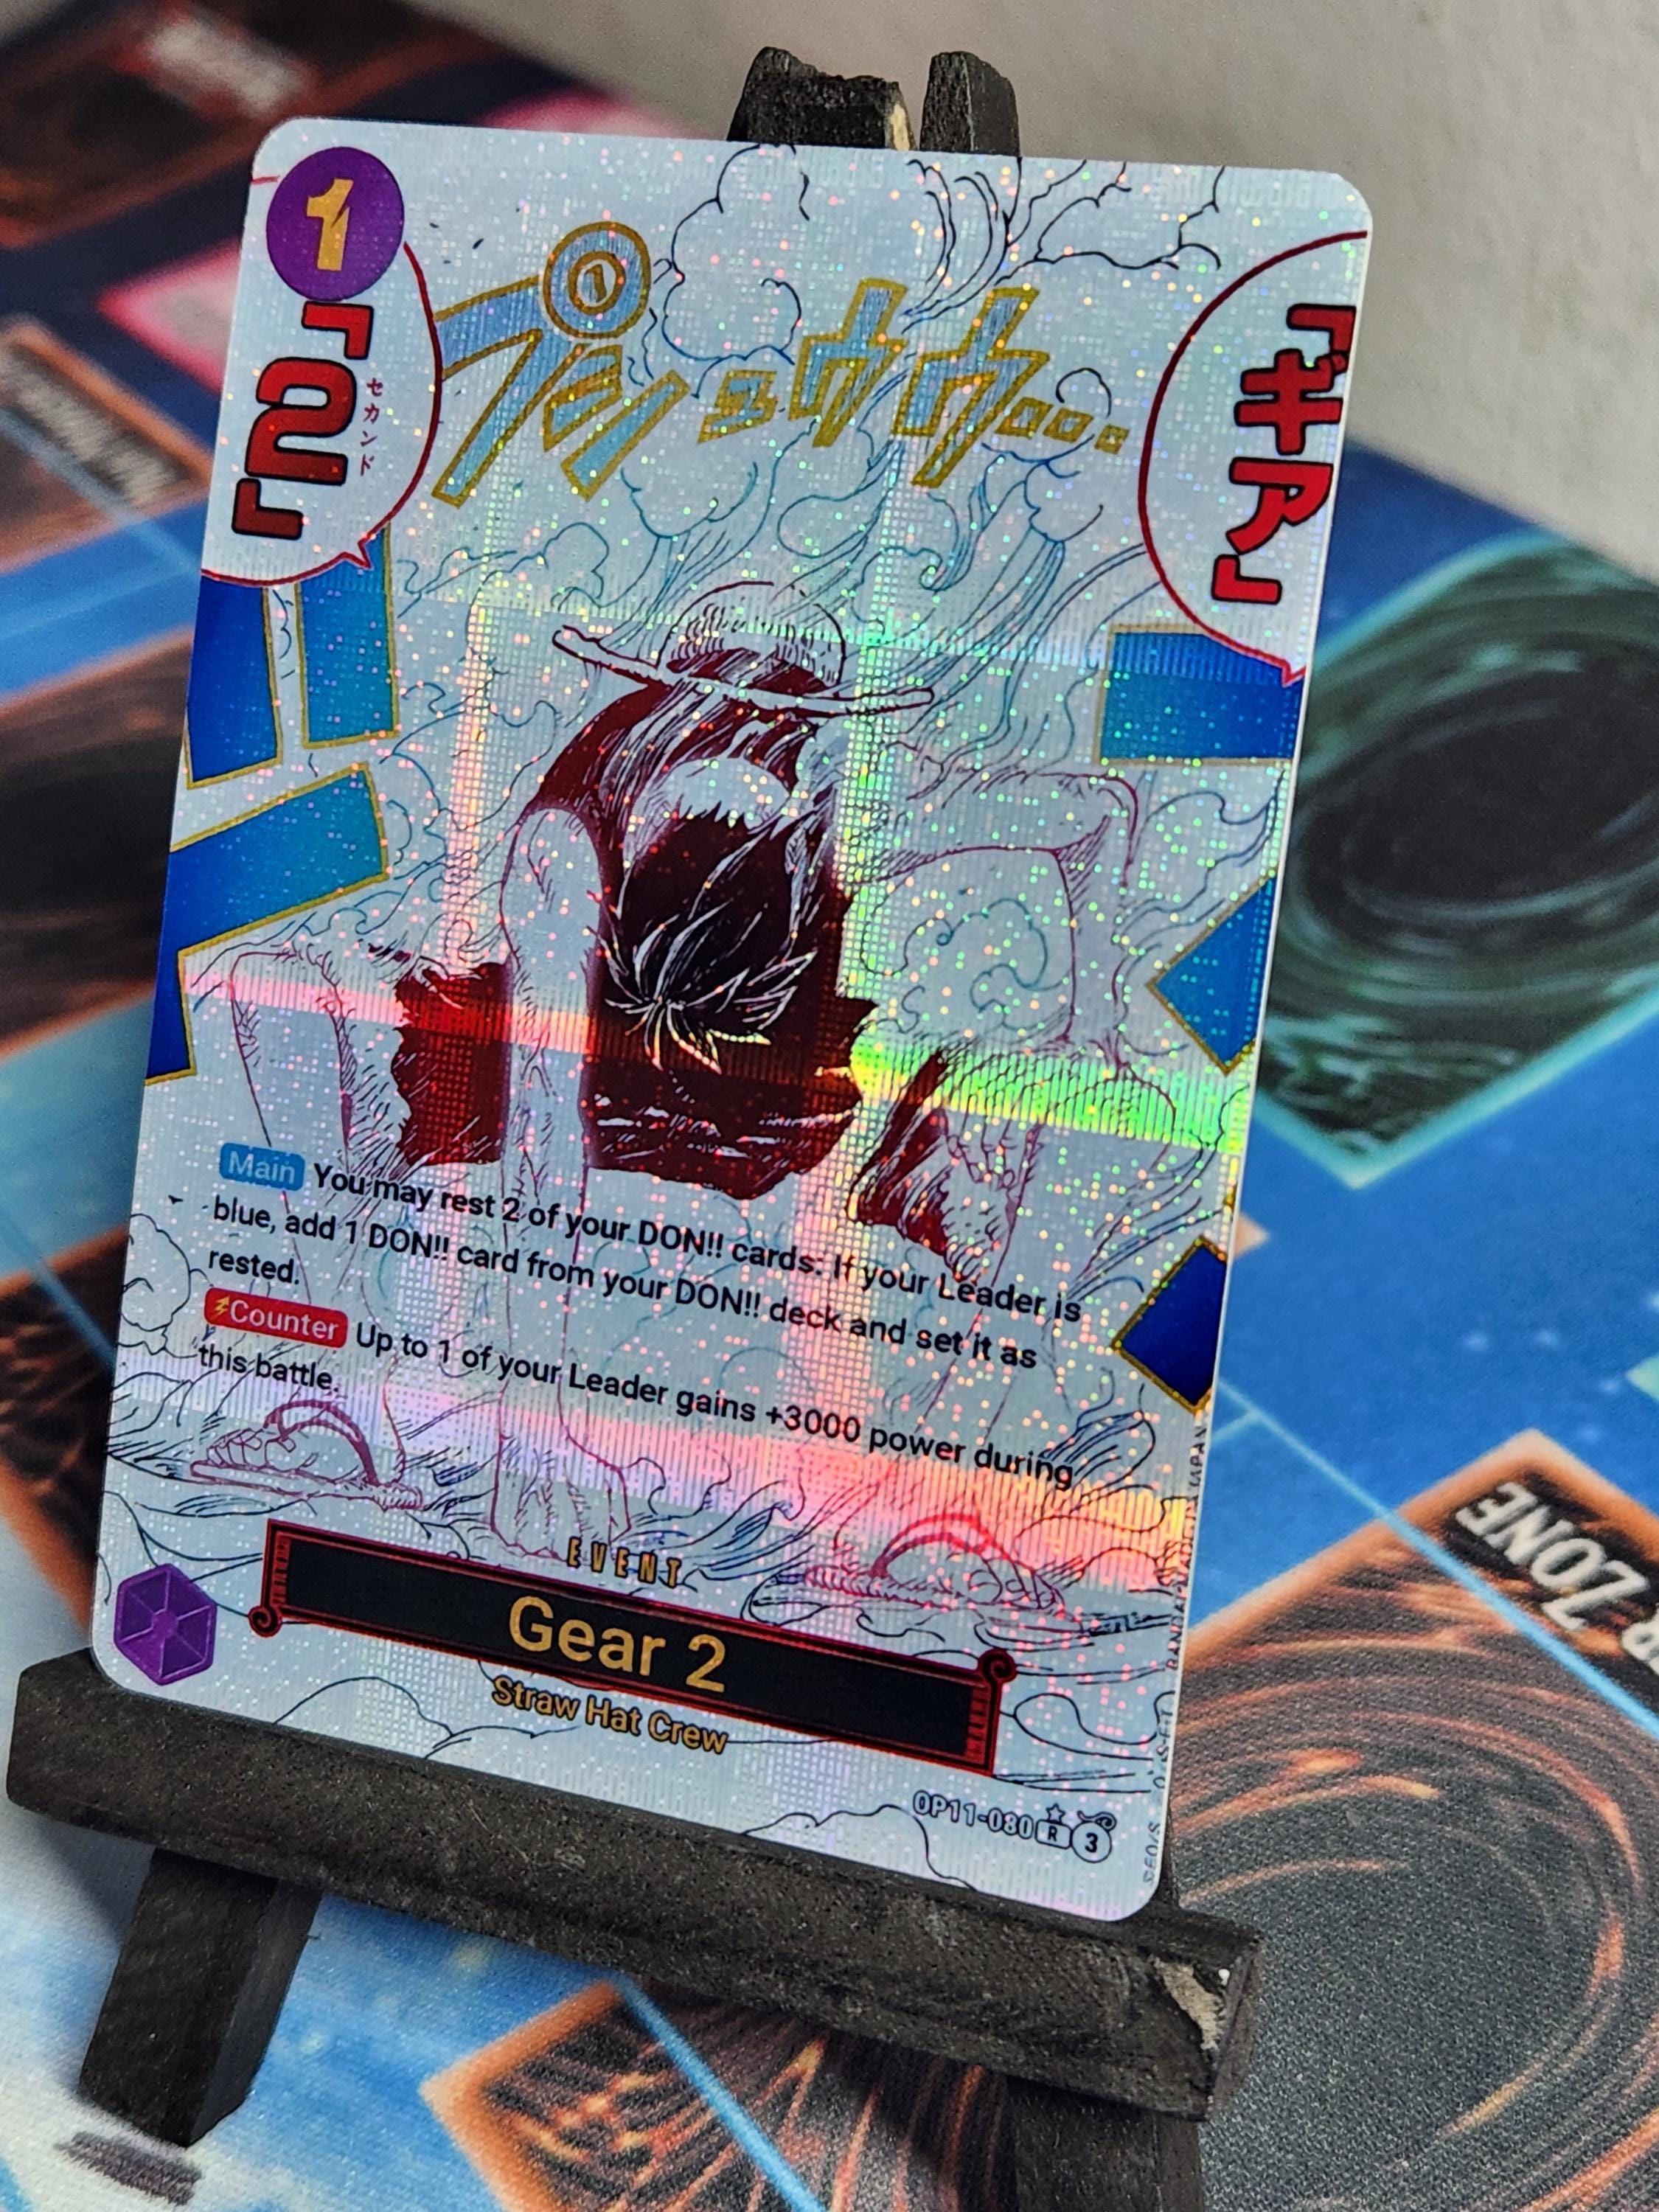 1
「ギア」
「2」
セカンド
プシュウウ...
Main You may rest 2 of your DON!! cards: If your Leader is
blue, add 1 DON!! card from your DON!! deck and set it as
rested.
Counter Up to 1 of your Leader gains +3000 power during
this battle.
EVENT
Gear 2
Straw Hat Crew
OP11-080 R 3
ZONE